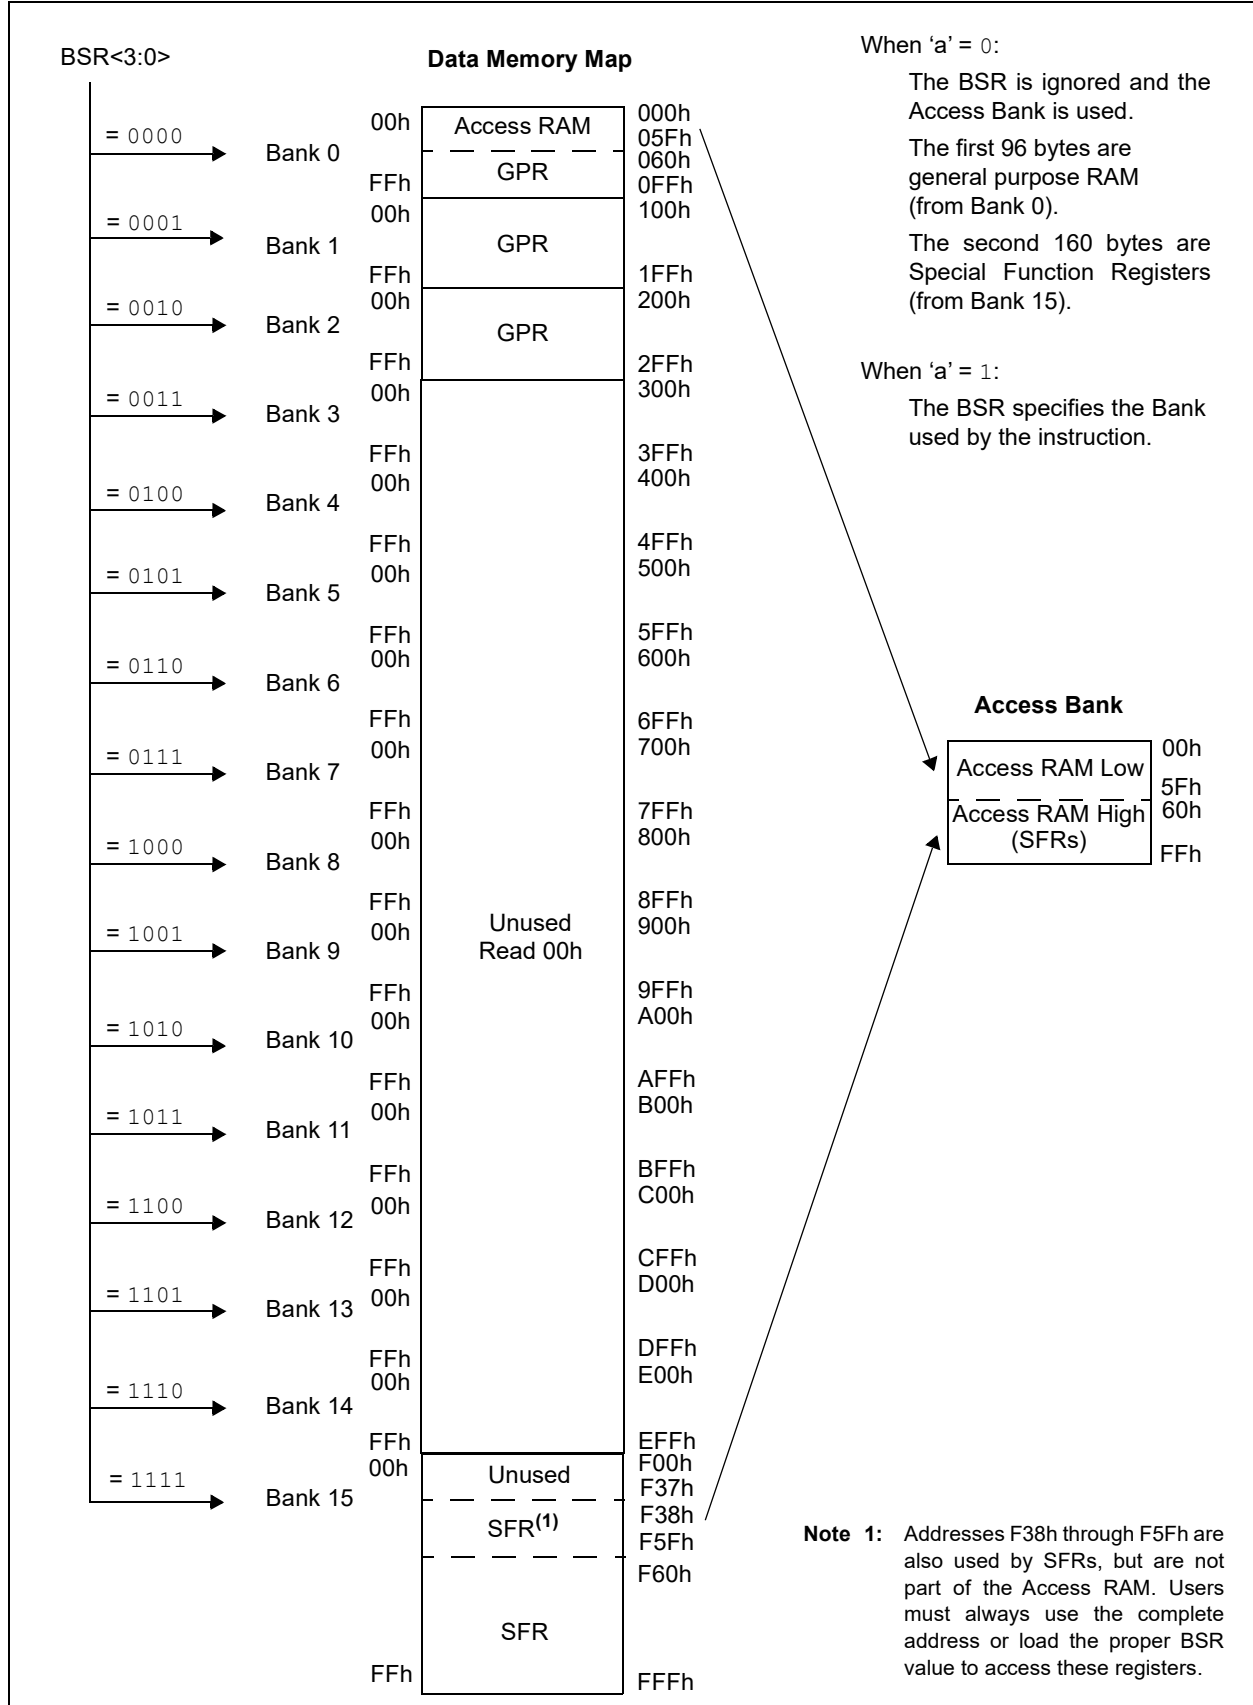 BSR<3:0>
Data Memory Map
When ‘a’ = 0:
The BSR is ignored and the
Access Bank is used.
The first 96 bytes are
general purpose RAM
(from Bank 0).
The second 160 bytes are
Special Function Registers
(from Bank 15).
When ‘a’ = 1:
The BSR specifies the Bank
used by the instruction.
= 0000
Bank 0
00h
Access RAM
000h
05Fh
060h
GPR
FFh
0FFh
= 0001
Bank 1
00h
100h
GPR
FFh
1FFh
= 0010
Bank 2
00h
200h
GPR
FFh
2FFh
= 0011
Bank 3
00h
300h
FFh
3FFh
= 0100
Bank 4
00h
400h
FFh
4FFh
= 0101
Bank 5
00h
500h
FFh
5FFh
= 0110
Bank 6
00h
600h
FFh
6FFh
= 0111
Bank 7
00h
700h
FFh
7FFh
= 1000
Bank 8
00h
800h
FFh
8FFh
= 1001
Bank 9
00h
900h
Unused
Read 00h
FFh
9FFh
= 1010
Bank 10
00h
A00h
FFh
AFFh
= 1011
Bank 11
00h
B00h
FFh
BFFh
= 1100
Bank 12
00h
C00h
FFh
CFFh
= 1101
Bank 13
00h
D00h
FFh
DFFh
= 1110
Bank 14
00h
E00h
FFh
EFFh
= 1111
Bank 15
00h
F00h
Unused
F37h
F38h
SFR(1)
F5Fh
F60h
SFR
FFh
FFFh
Access Bank
Access RAM Low
00h
5Fh
Access RAM High
(SFRs)
60h
FFh
Note 1: Addresses F38h through F5Fh are
also used by SFRs, but are not
part of the Access RAM. Users
must always use the complete
address or load the proper BSR
value to access these registers.